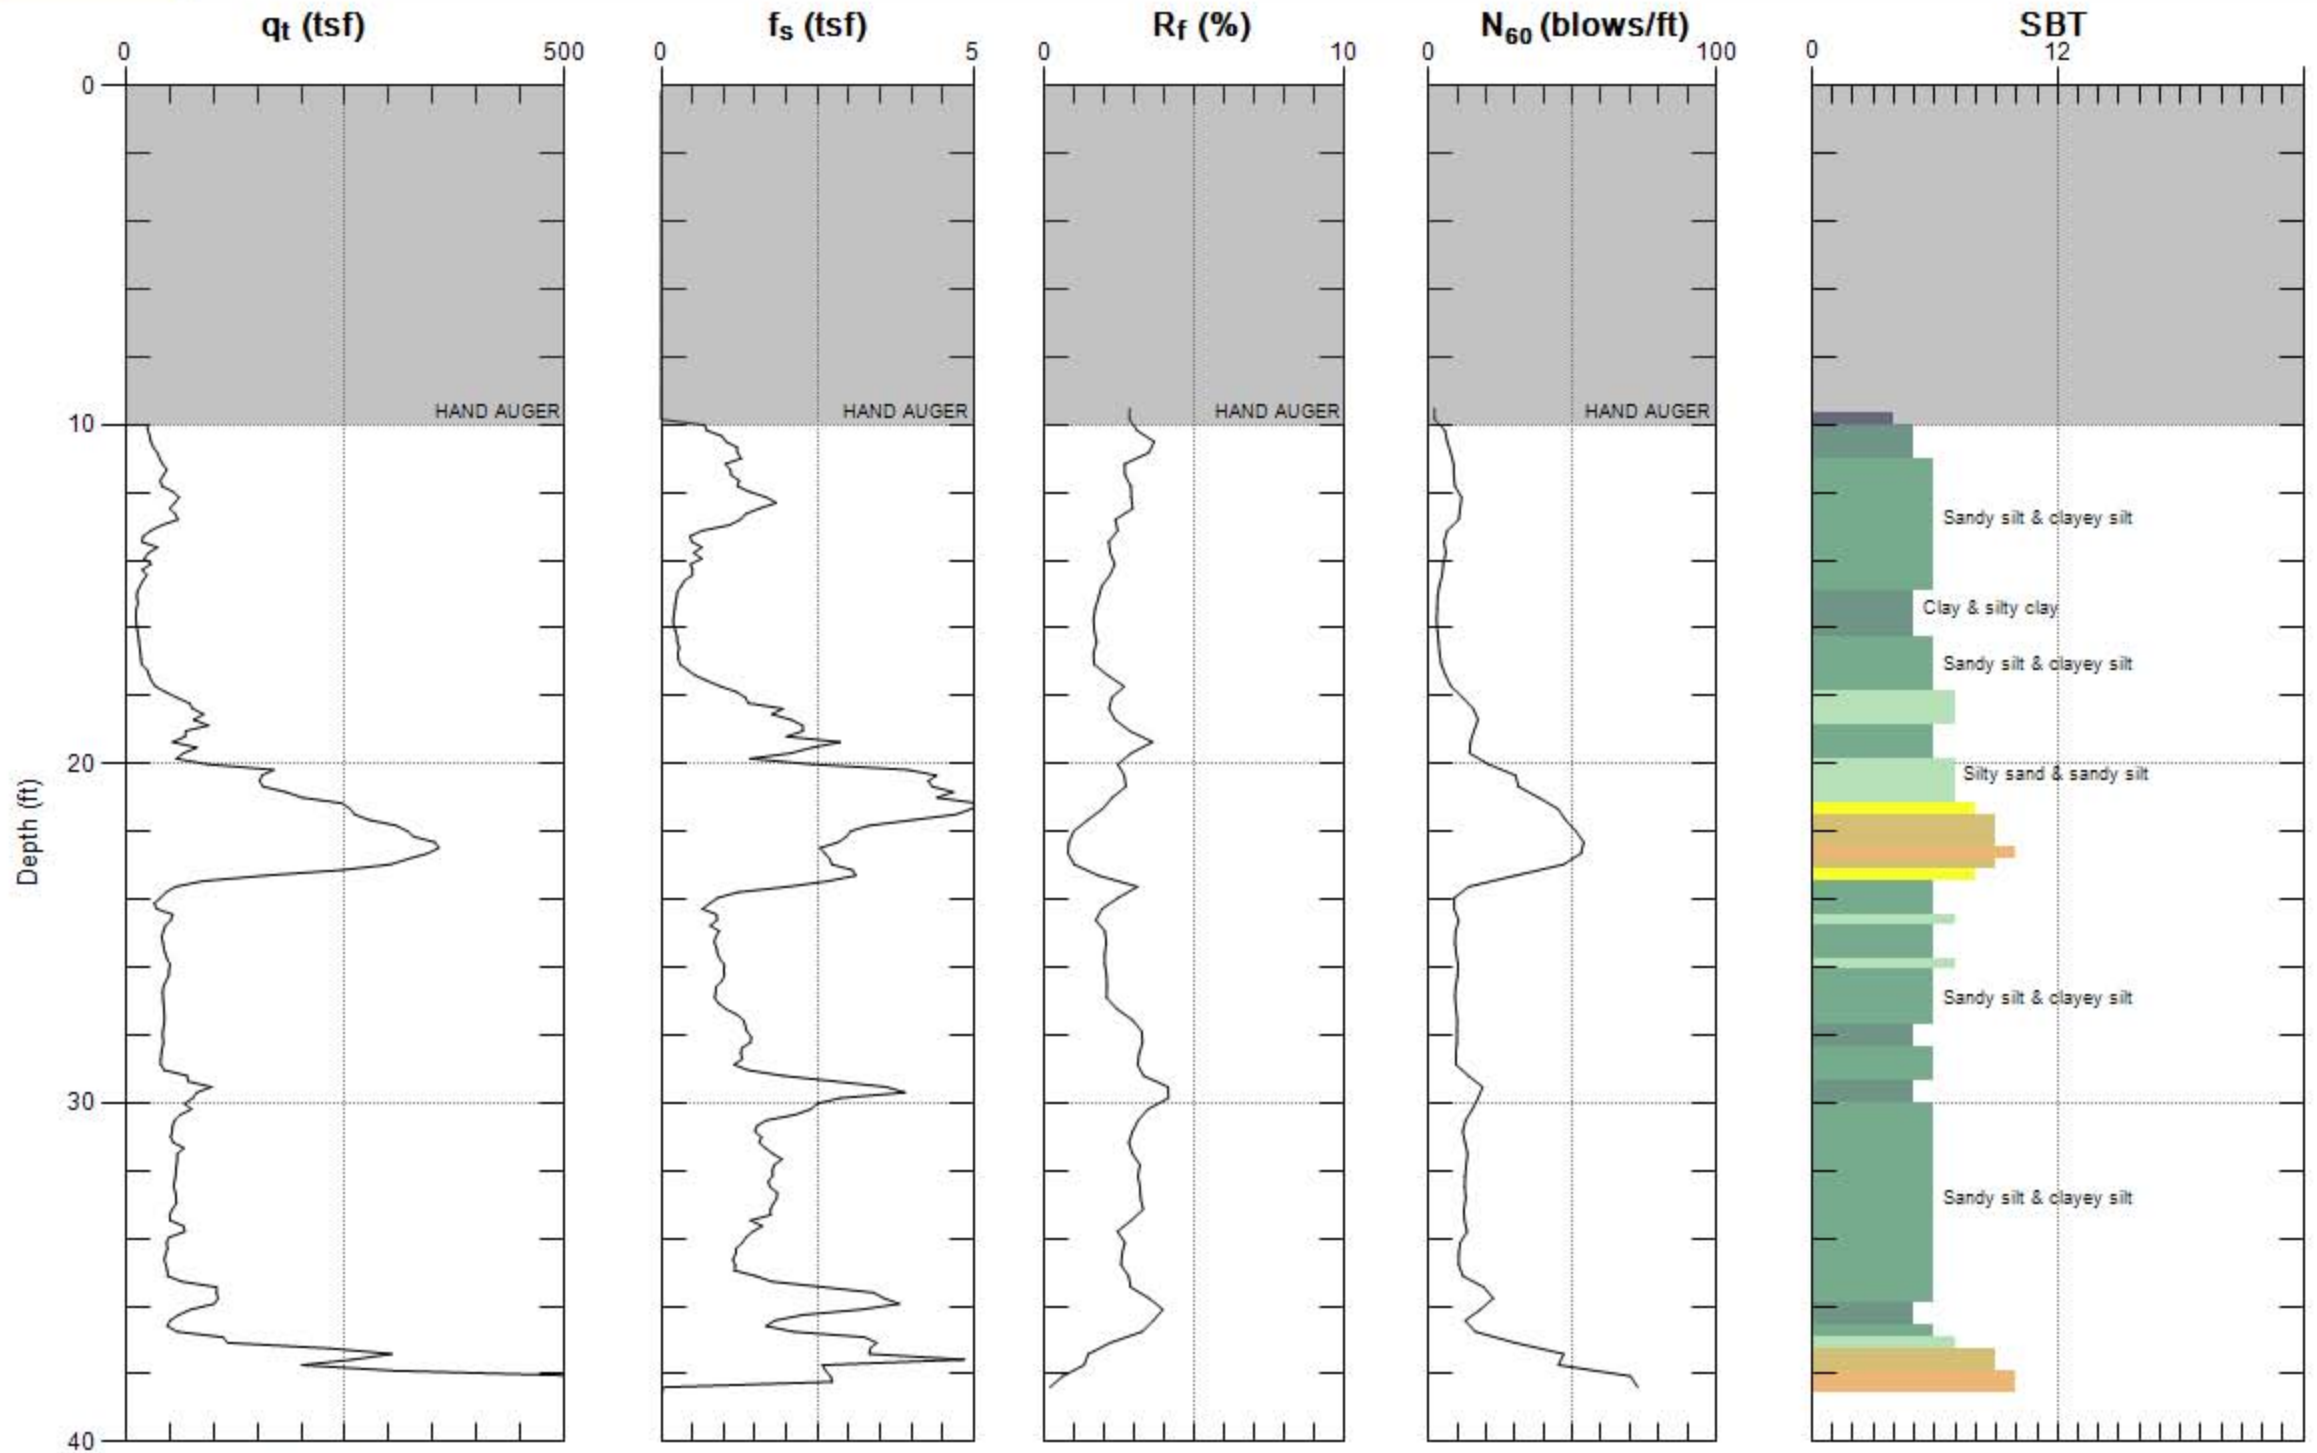 qt (tsf) fs (tsf) Rf (%) N60 (blows/ft) SBT
0 500 0 5 0 10 0 100 0 12
0
HAND AUGER HAND AUGER HAND AUGER HAND AUGER
10
Sandy silt & clayey silt
Clay & silty clay
Sandy silt & clayey silt
20
Silty sand & sandy silt
Depth (ft)
Sandy silt & clayey silt
30
Sandy silt & clayey silt
40